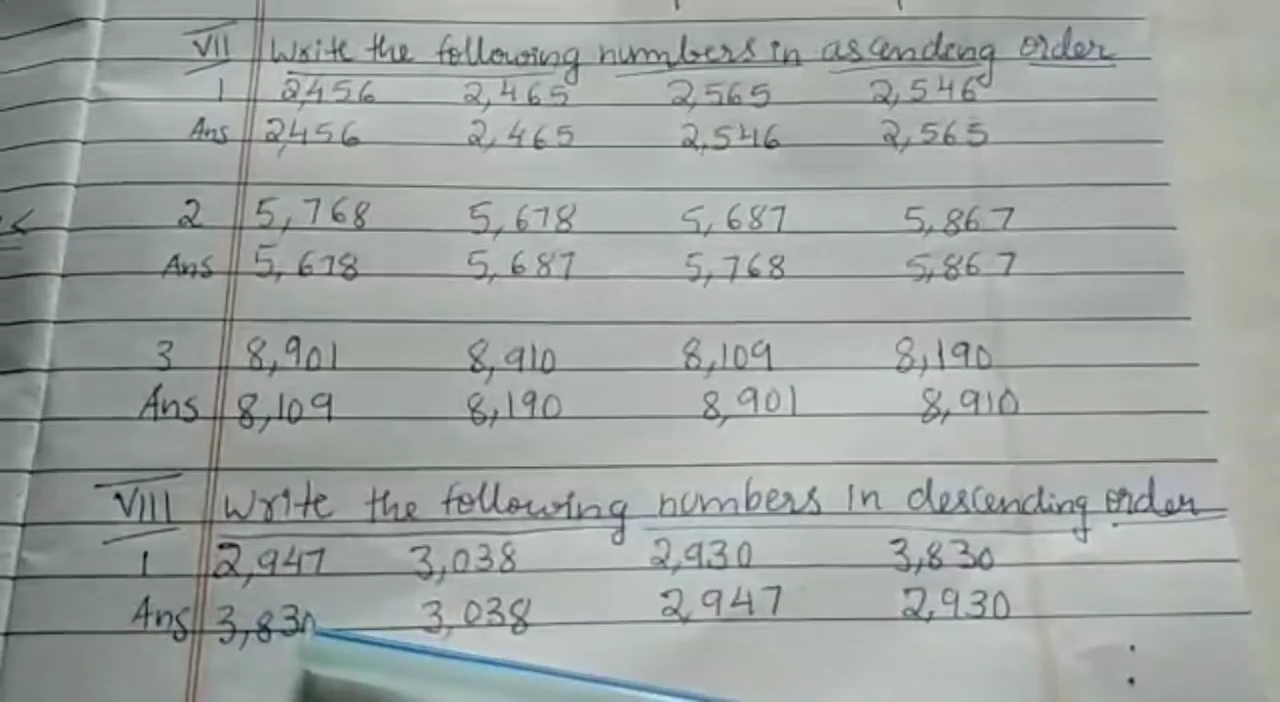 VII Write the following numbers in ascending order
1 2,456 2,465 2,565 2,546
Ans 2,456 2,465 2,546 2,565
2 5,768 5,678 5,687 5,867
Ans 5,678 5,687 5,768 5,867
3 8,901 8,910 8,109 8,190
Ans 8,109 8,190 8,901 8,910
VIII Write the following numbers in descending order
1 2,947 3,038 2,930 3,830
Ans 3,830 3,038 2,947 2,930